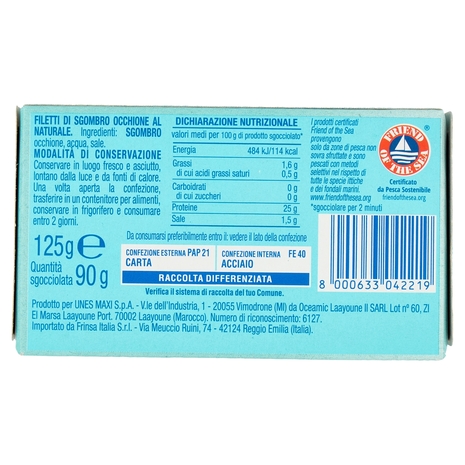 FILETTI DI SGOMBRO OCCHIONE AL
NATURALE. Ingredienti: SGOMBRO
occhione, acqua, sale.
MODALITÀ DI CONSERVAZIONE
Conservare in luogo fresco e asciutto,
lontano dalla luce e da fonti di calore.
Una volta aperta la confezione,
trasferire in un contenitore per alimenti,
conservare in frigorifero e consumare
entro 2 giorni.
125g e
Quantità
sgocciolata 90g
DICHIARAZIONE NUTRIZIONALE
valori medi per 100 g di prodotto sgocciolato*
Energia 484 kJ/114 kcal
Grassi 1,6 g
di cui acidi grassi saturi 0,5 g
Carboidrati 0 g
di cui zuccheri 0 g
Proteine 25 g
Sale 1,5 g
I prodotti certificati
Friend of the Sea
provengono
solo da zone di pesca non
sovra sfruttate e sono
pescati con metodi
selettivi nel rispetto di
tutte le specie ittiche
e dei fondali marini.
www.friendofthesea.org
*sgocciolare per 2 minuti
FRIEND
OF THE SEA
®
Certificato
da Pesca Sostenibile
www.friendofthesea.org
Da consumarsi preferibilmente entro il: vedere il lato della confezione
CONFEZIONE ESTERNA PAP 21
CARTA
CONFEZIONE INTERNA FE 40
ACCIAIO
RACCOLTA DIFFERENZIATA
Verifica il sistema di raccolta del tuo Comune.
8 000633 042219
Prodotto per UNES MAXI S.p.A. - V.le dell'Industria, 1 - 20055 Vimodrone (MI) da Oceamic Laayoune II SARL Lot n° 60, ZI
El Marsa Laayoune Port. 70002 Laayoune (Marocco). Numero di riconoscimento: 6127.
Importato da Frinsa Italia S.r.l. - Via Meuccio Ruini, 74 - 42124 Reggio Emilia (Italia).